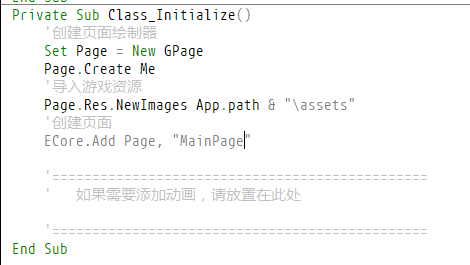 End Sub
Private Sub Class_Initialize()
'创建页面绘制器
Set Page = New GPage
Page.Create Me
'导入游戏资源
Page.Res.NewImages App.path & "\assets"
'创建页面
ECore.Add Page, "MainPage"
'===============================================
' 如果需要添加动画，请放置在此处
'===============================================
End Sub